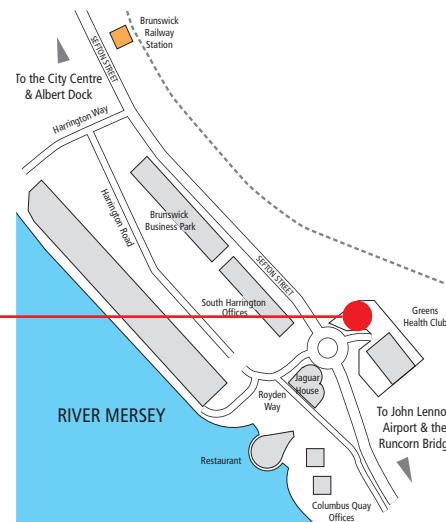 Brunswick
Railway
Station
SEFTON STREET
To the City Centre
& Albert Dock
Harrington Way
Harrington Road
Brunswick
Business Park
SEFTON STREET
South Harrington
Offices
Greens
Health Club
Jaguar
House
Royden
Way
RIVER MERSEY
To John Lenno
Airport & the
Runcorn Bridg
Restaurant
Columbus Quay
Offices